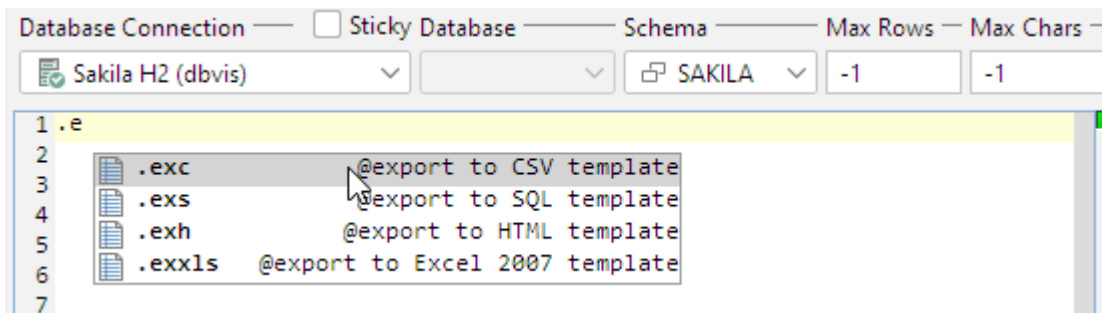 Database Connection Sticky Database Schema Max Rows Max Chars
Sakila H2 (dbvis) SAKILA -1 -1
1 .e
2
.exc @export to CSV template
3
.exs @export to SQL template
4
.exh @export to HTML template
5
.exxls @export to Excel 2007 template
6
7